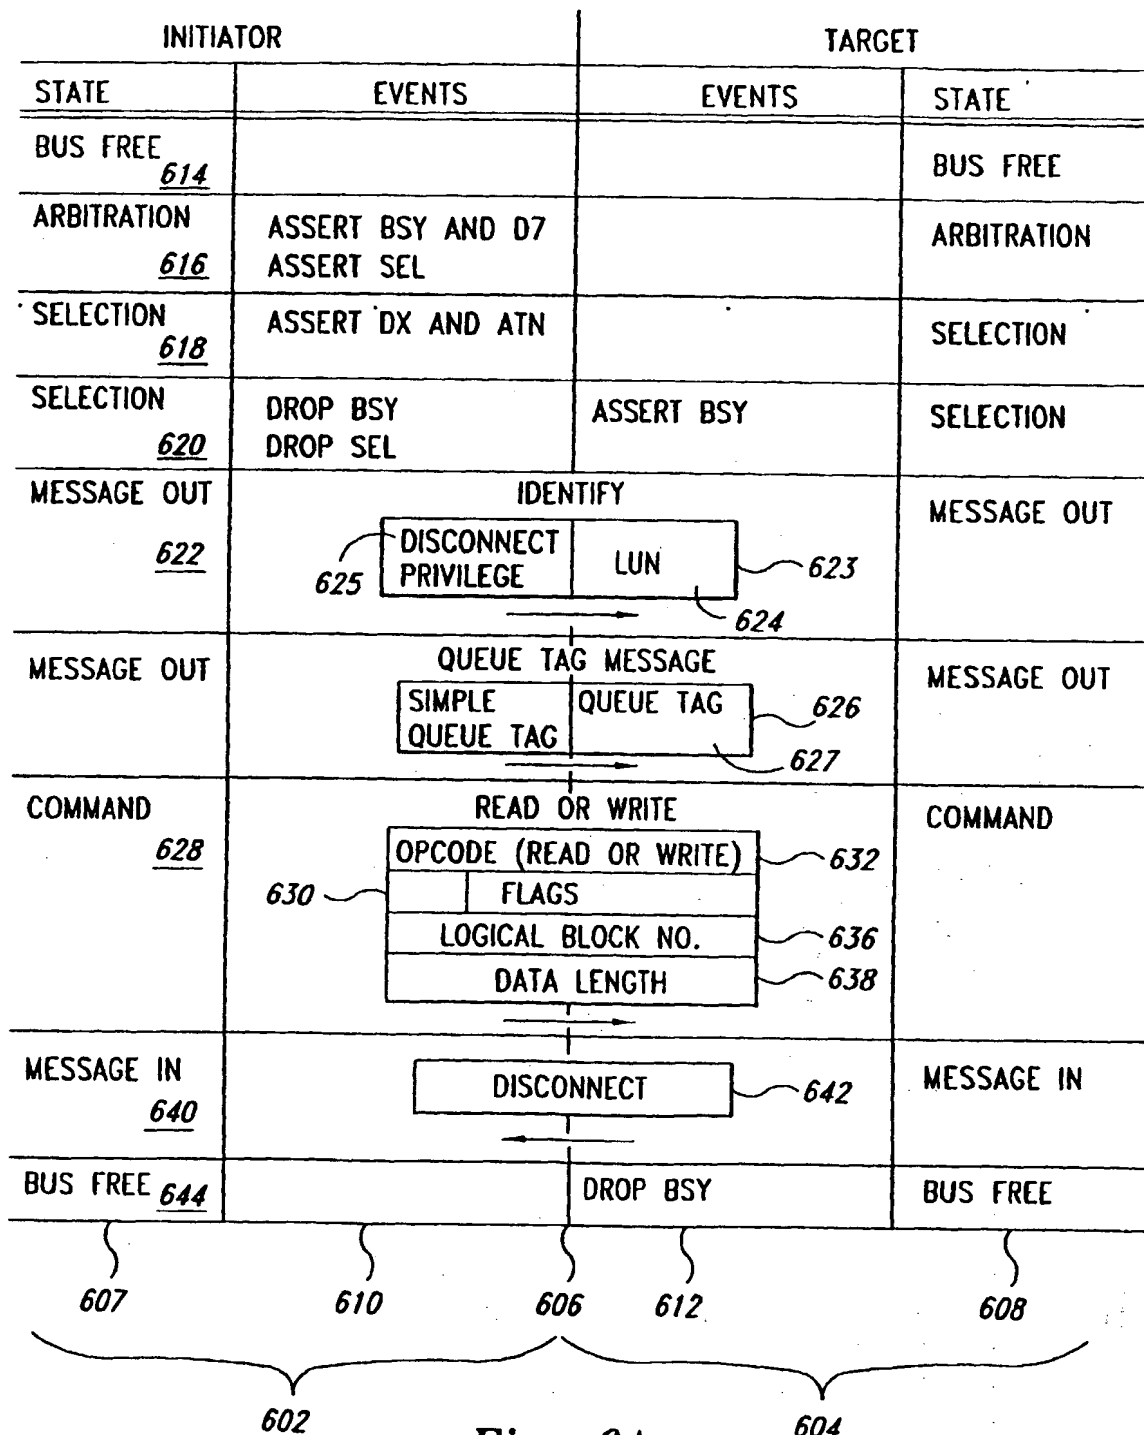 INITIATOR TARGET
STATE EVENTS EVENTS STATE
BUS FREE 614 BUS FREE
ARBITRATION 616 ASSERT BSY AND D7 ARBITRATION
ASSERT SEL
SELECTION 618 ASSERT DX AND ATN SELECTION
SELECTION 620 DROP BSY ASSERT BSY SELECTION
DROP SEL
MESSAGE OUT 622 IDENTIFY MESSAGE OUT
625 DISCONNECT PRIVILEGE LUN 623
624
MESSAGE OUT QUEUE TAG MESSAGE MESSAGE OUT
SIMPLE QUEUE TAG QUEUE TAG 626
627
COMMAND 628 READ OR WRITE COMMAND
OPCODE (READ OR WRITE) 632
630 FLAGS
LOGICAL BLOCK NO. 636
DATA LENGTH 638
MESSAGE IN 640 DISCONNECT 642 MESSAGE IN
BUS FREE 644 DROP BSY BUS FREE
607 610 606 612 608
602 604